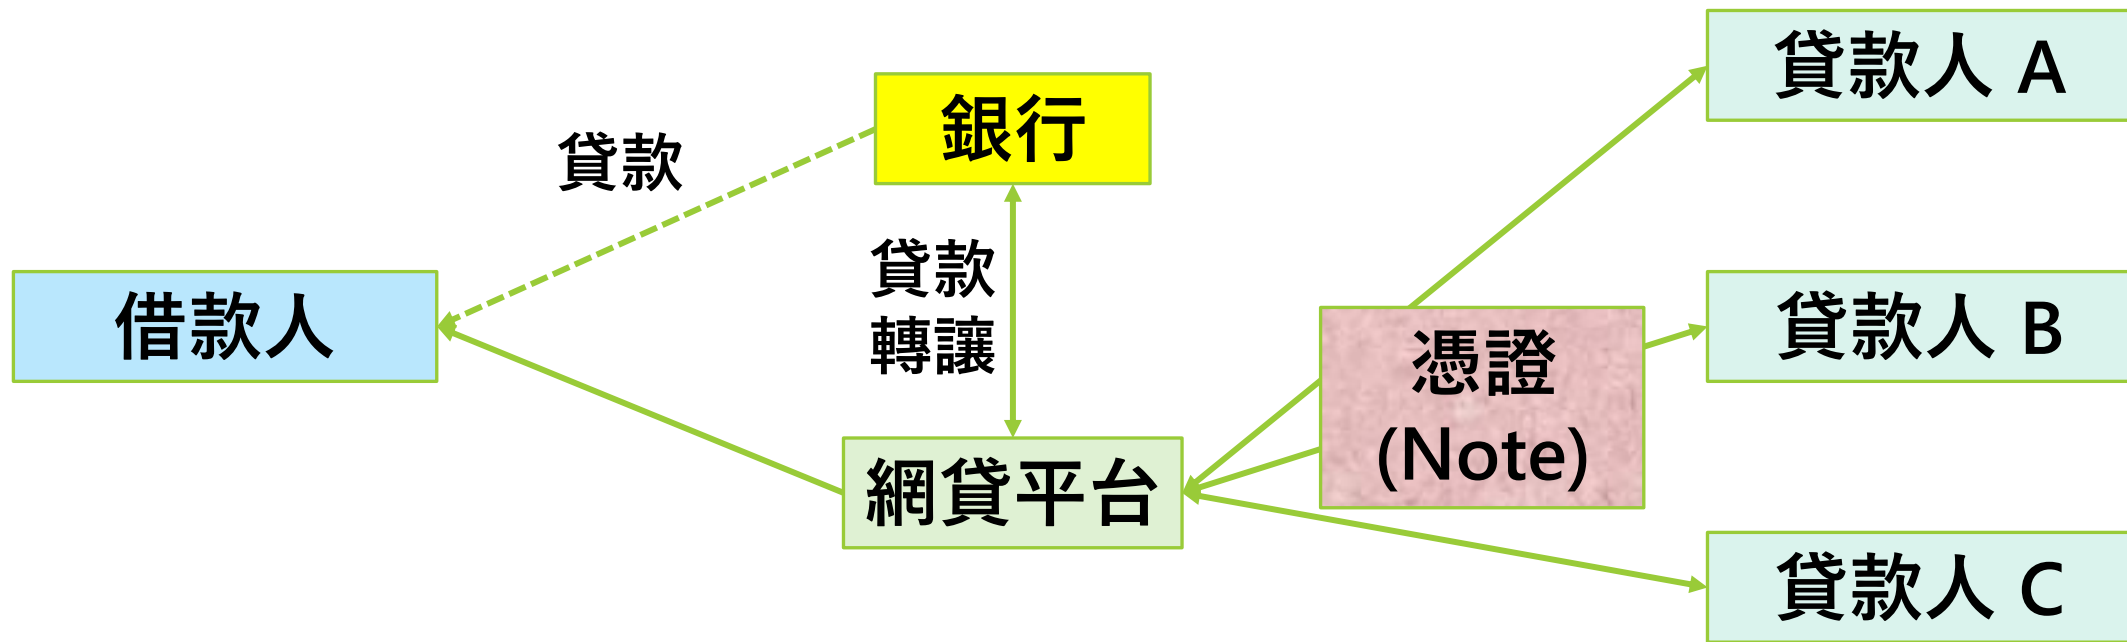 貸款人 A
銀行
貸款
貸款
轉讓
借款人
貸款人 B
憑證
(Note)
網貸平台
貸款人 C